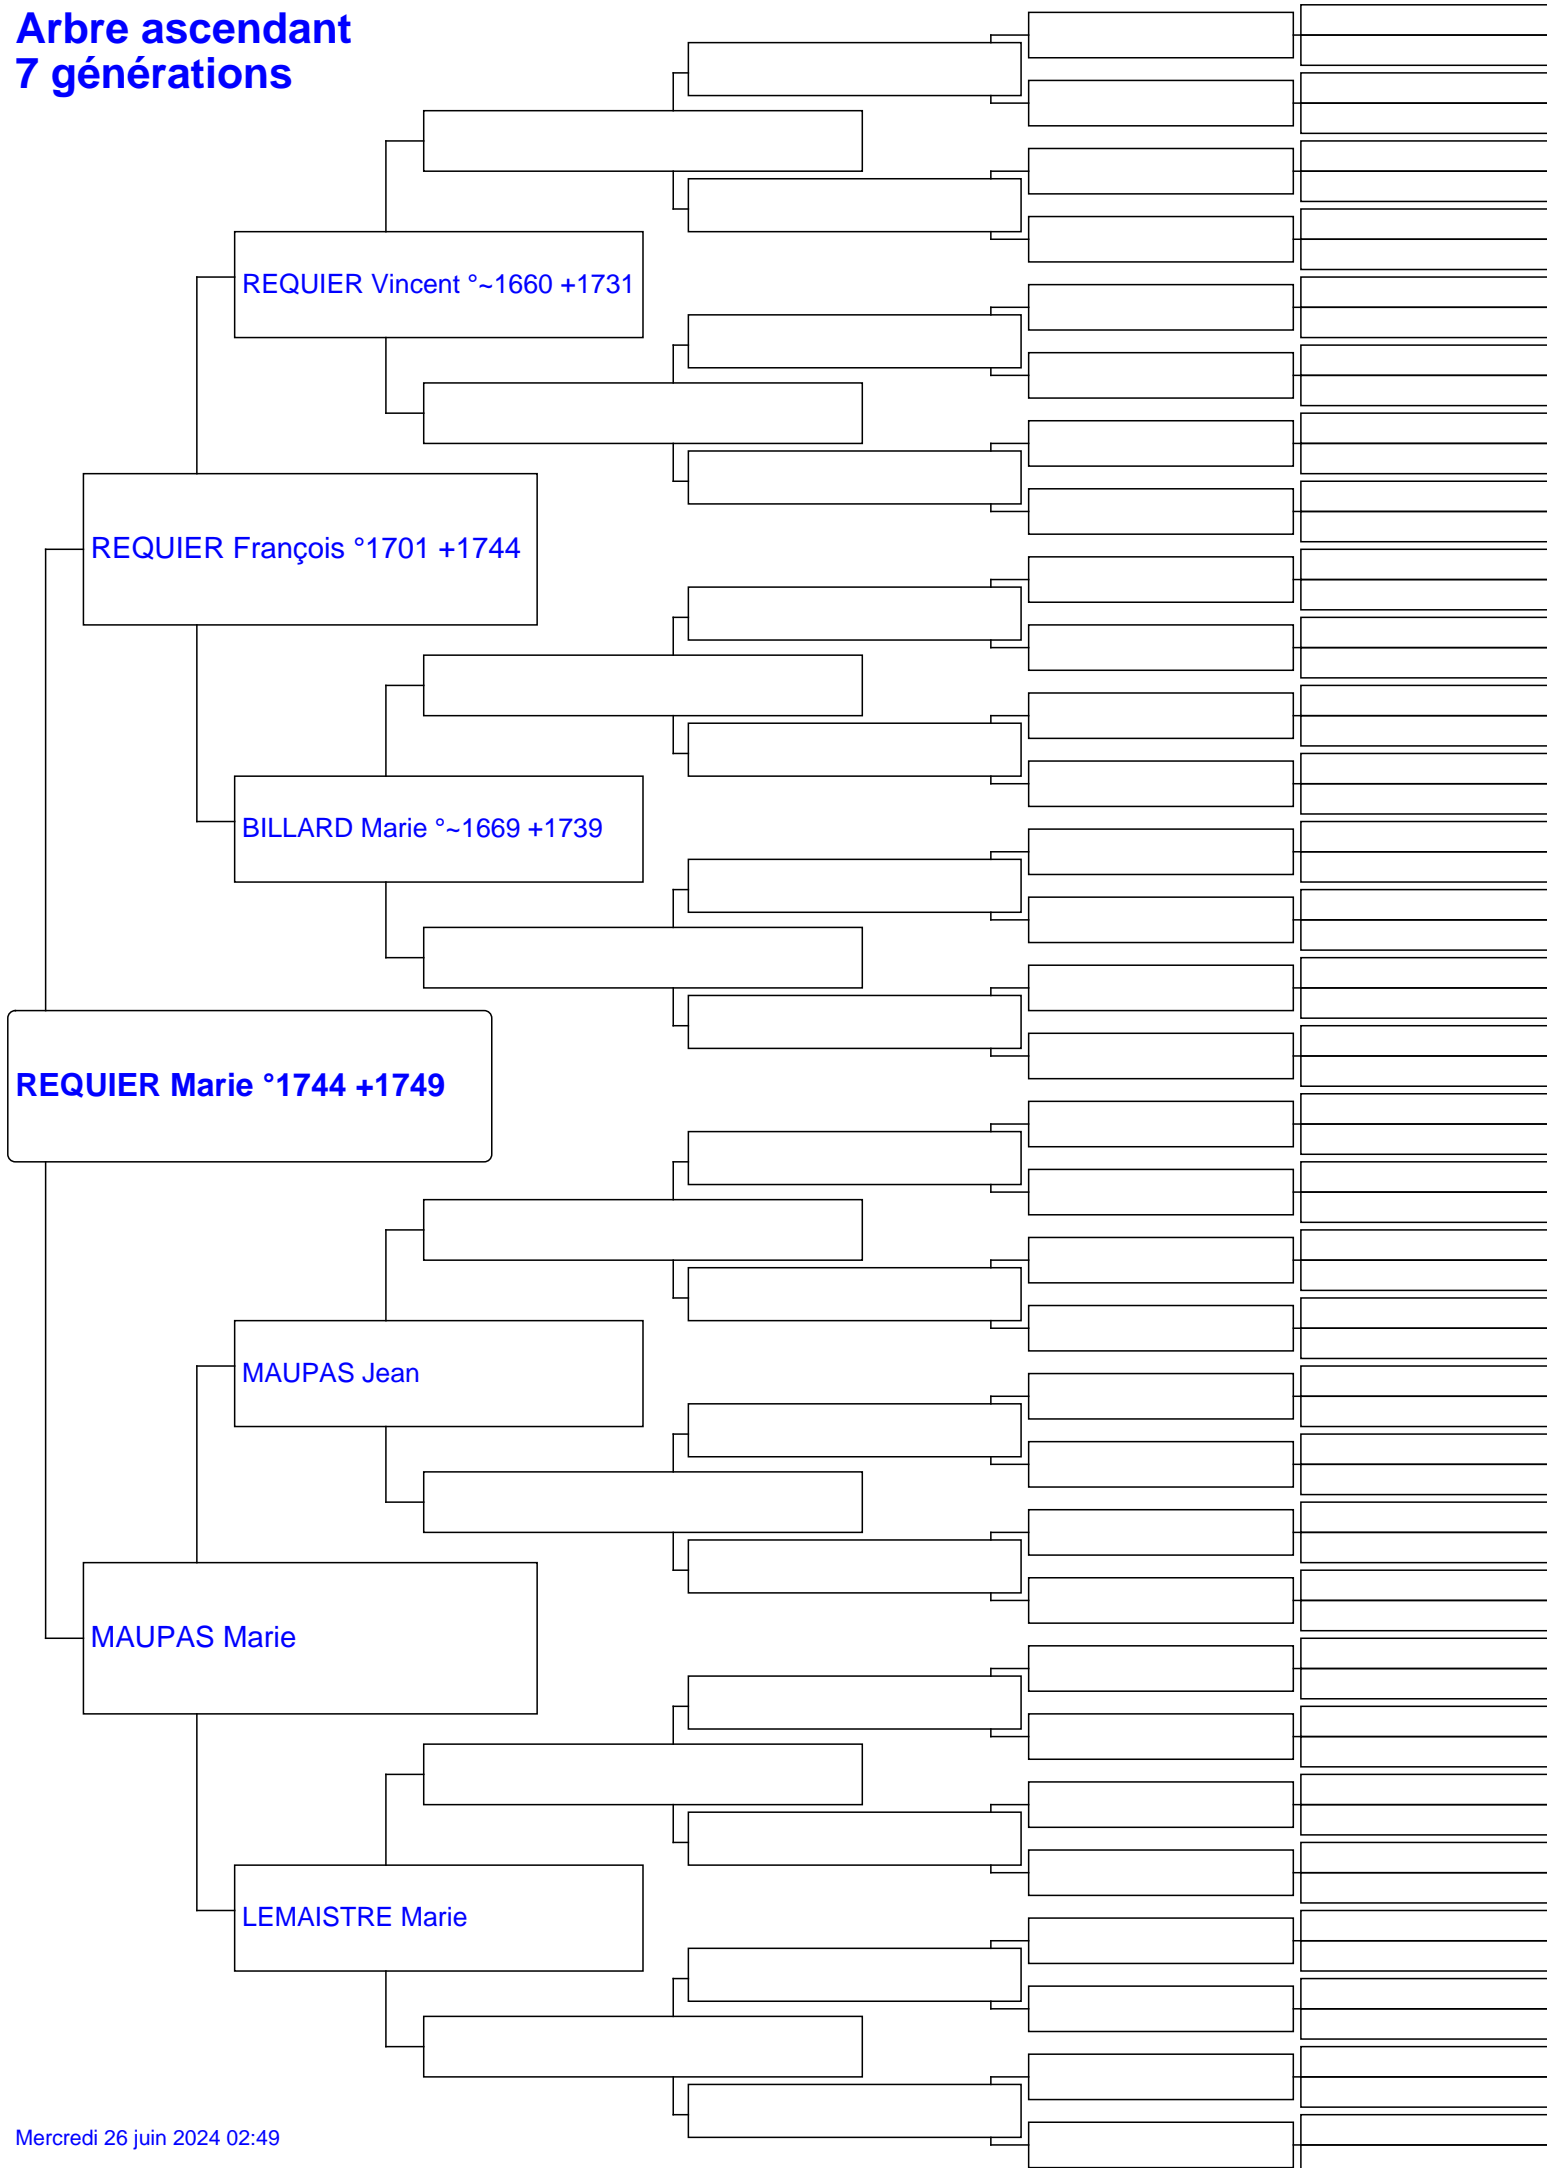 Arbre ascendant
7 générations
REQUIER Vincent °~1660 +1731
REQUIER François °1701 +1744
BILLARD Marie °~1669 +1739
REQUIER Marie °1744 +1749
MAUPAS Jean
MAUPAS Marie
LEMAISTRE Marie
Mercredi 26 juin 2024 02:49